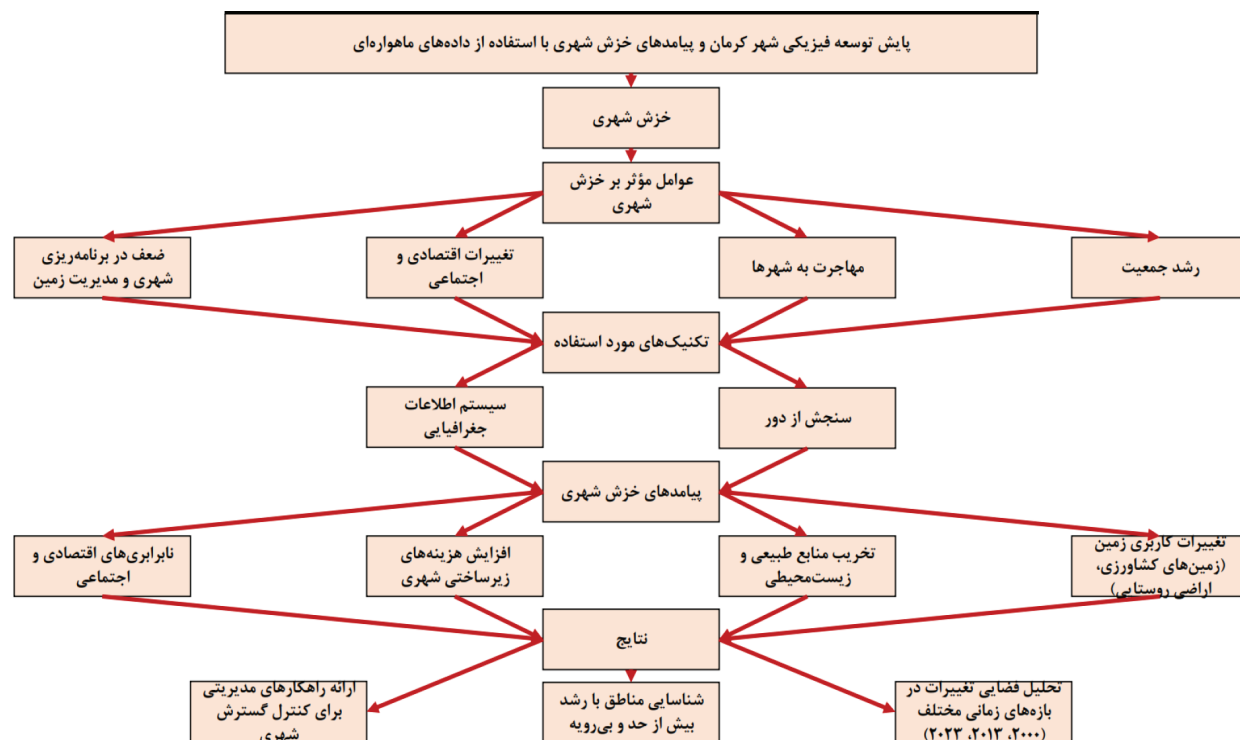 پایش توسعه فیزیکی شهر کرمان و پیامدهای خزش شهری با استفاده از داده‌های ماهواره‌ای
خزش شهری
عوامل مؤثر بر خزش
شهری
رشد جمعیت
مهاجرت به شهرها
تغییرات اقتصادی و
اجتماعی
ضعف در برنامه‌ریزی
شهری و مدیریت زمین
تکنیک‌های مورد استفاده
سنجش از دور
سیستم اطلاعات
جغرافیایی
پیامدهای خزش شهری
تغییرات کاربری زمین
(زمین‌های کشاورزی،
اراضی روستایی)
تخریب منابع طبیعی و
زیست‌محیطی
افزایش هزینه‌های
زیرساختی شهری
نابرابری‌های اقتصادی و
اجتماعی
نتایج
تحلیل فضایی تغییرات در
بازه‌های زمانی مختلف
(۲۰۰۰، ۲۰۱۳، ۲۰۲۳)
شناسایی مناطق با رشد
بیش از حد و بی‌رویه
ارائه راهکارهای مدیریتی
برای کنترل گسترش
شهری